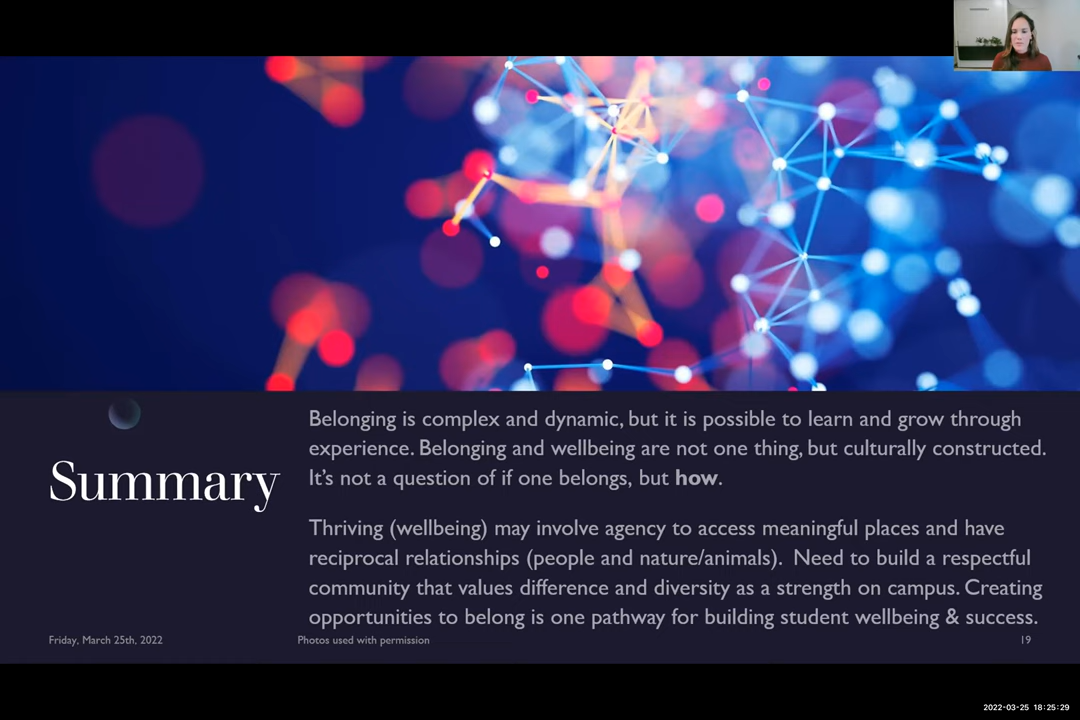 Summary
Belonging is complex and dynamic, but it is possible to learn and grow through
experience. Belonging and wellbeing are not one thing, but culturally constructed.
It’s not a question of if one belongs, but how.
Thriving (wellbeing) may involve agency to access meaningful places and have
reciprocal relationships (people and nature/animals).  Need to build a respectful
community that values difference and diversity as a strength on campus. Creating
opportunities to belong is one pathway for building student wellbeing & success.
Friday, March 25th, 2022
Photos used with permission
19
2022-03-25 18:25:29